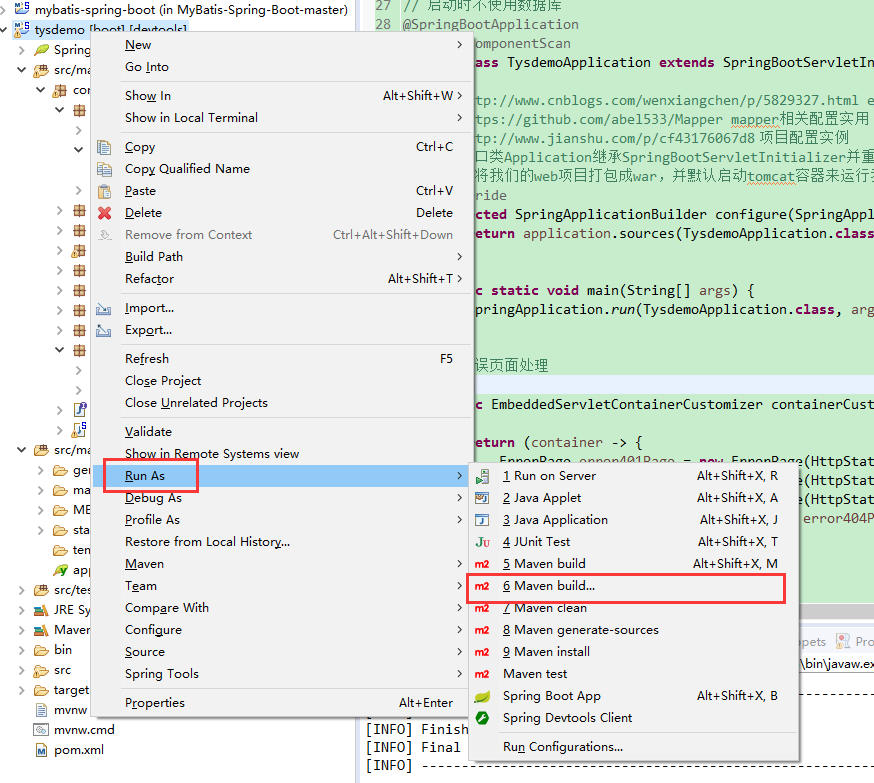 mybatis-spring-boot (in MyBatis-Spring-Boot-master)
tysdemo [boot] [devtools]
Spring
src/ma
con
src/ma
ge
ma
ME
sta
tem
app
src/tes
JRE Sy
Maven
bin
src
target
mvnw
mvnw.cmd
pom.xml
New
Go Into
Show In Alt+Shift+W >
Show in Local Terminal
Copy Ctrl+C
Copy Qualified Name
Paste Ctrl+V
Delete Delete
Remove from Context Ctrl+Alt+Shift+Down
Build Path
Refactor Alt+Shift+T >
Import...
Export...
Refresh F5
Close Project
Close Unrelated Projects
Validate
Show in Remote Systems view
Run As
Debug As
Profile As
Restore from Local History...
Maven
Team
Compare With
Configure
Source
Spring Tools
Properties Alt+Enter
1 Run on Server Alt+Shift+X, R
2 Java Applet Alt+Shift+X, A
3 Java Application Alt+Shift+X, J
4 JUnit Test Alt+Shift+X, T
5 Maven build Alt+Shift+X, M
6 Maven build...
7 Maven clean
8 Maven generate-sources
9 Maven install
Maven test
Spring Boot App Alt+Shift+X, B
Spring Devtools Client
Run Configurations...
27 // 启动时不使用数据库
28 @SpringBootApplication
omponentScan
ass TysdemoApplication extends SpringBootServletIn
tp://www.cnblogs.com/wenxiangchen/p/5829327.html e
tps://github.com/abel533/Mapper mapper相关配置实用
tp://www.jianshu.com/p/cf43176067d8 项目配置实例
口类Application继承SpringBootServletInitializer并重
将我们的web项目打包成war，并默认启动tomcat容器来运行
ride
cted SpringApplicationBuilder configure(SpringAppl
eturn application.sources(TysdemoApplication.class
c static void main(String[] args) {
pringApplication.run(TysdemoApplication.class, arg
误页面处理
c EmbeddedServletContainerCustomizer containerCust
eturn (container -> {
ErrorPage error401Page = new ErrorPage(HttpStat
(HttpStat
(HttpStat
error404P
ppets Pro
\bin\javaw.ex
[INFO] Finish
[INFO] Final
[INFO] ------------------------------------------------